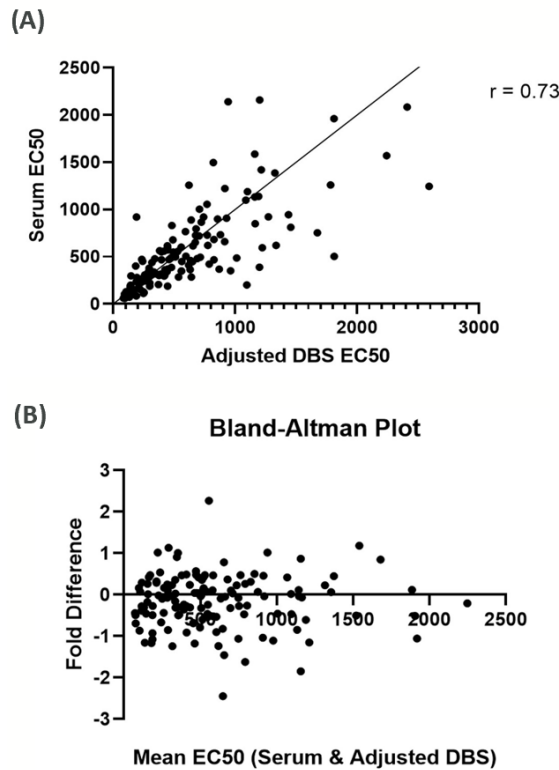 (A)
2500
2000
1500
1000
500
0
Serum EC50
r = 0.73
0
1000
2000
3000
Adjusted DBS EC50
(B)
Bland-Altman Plot
3
2
1
0
-1
-2
-3
Fold Difference
500
1000
1500
2000
2500
Mean EC50 (Serum & Adjusted DBS)